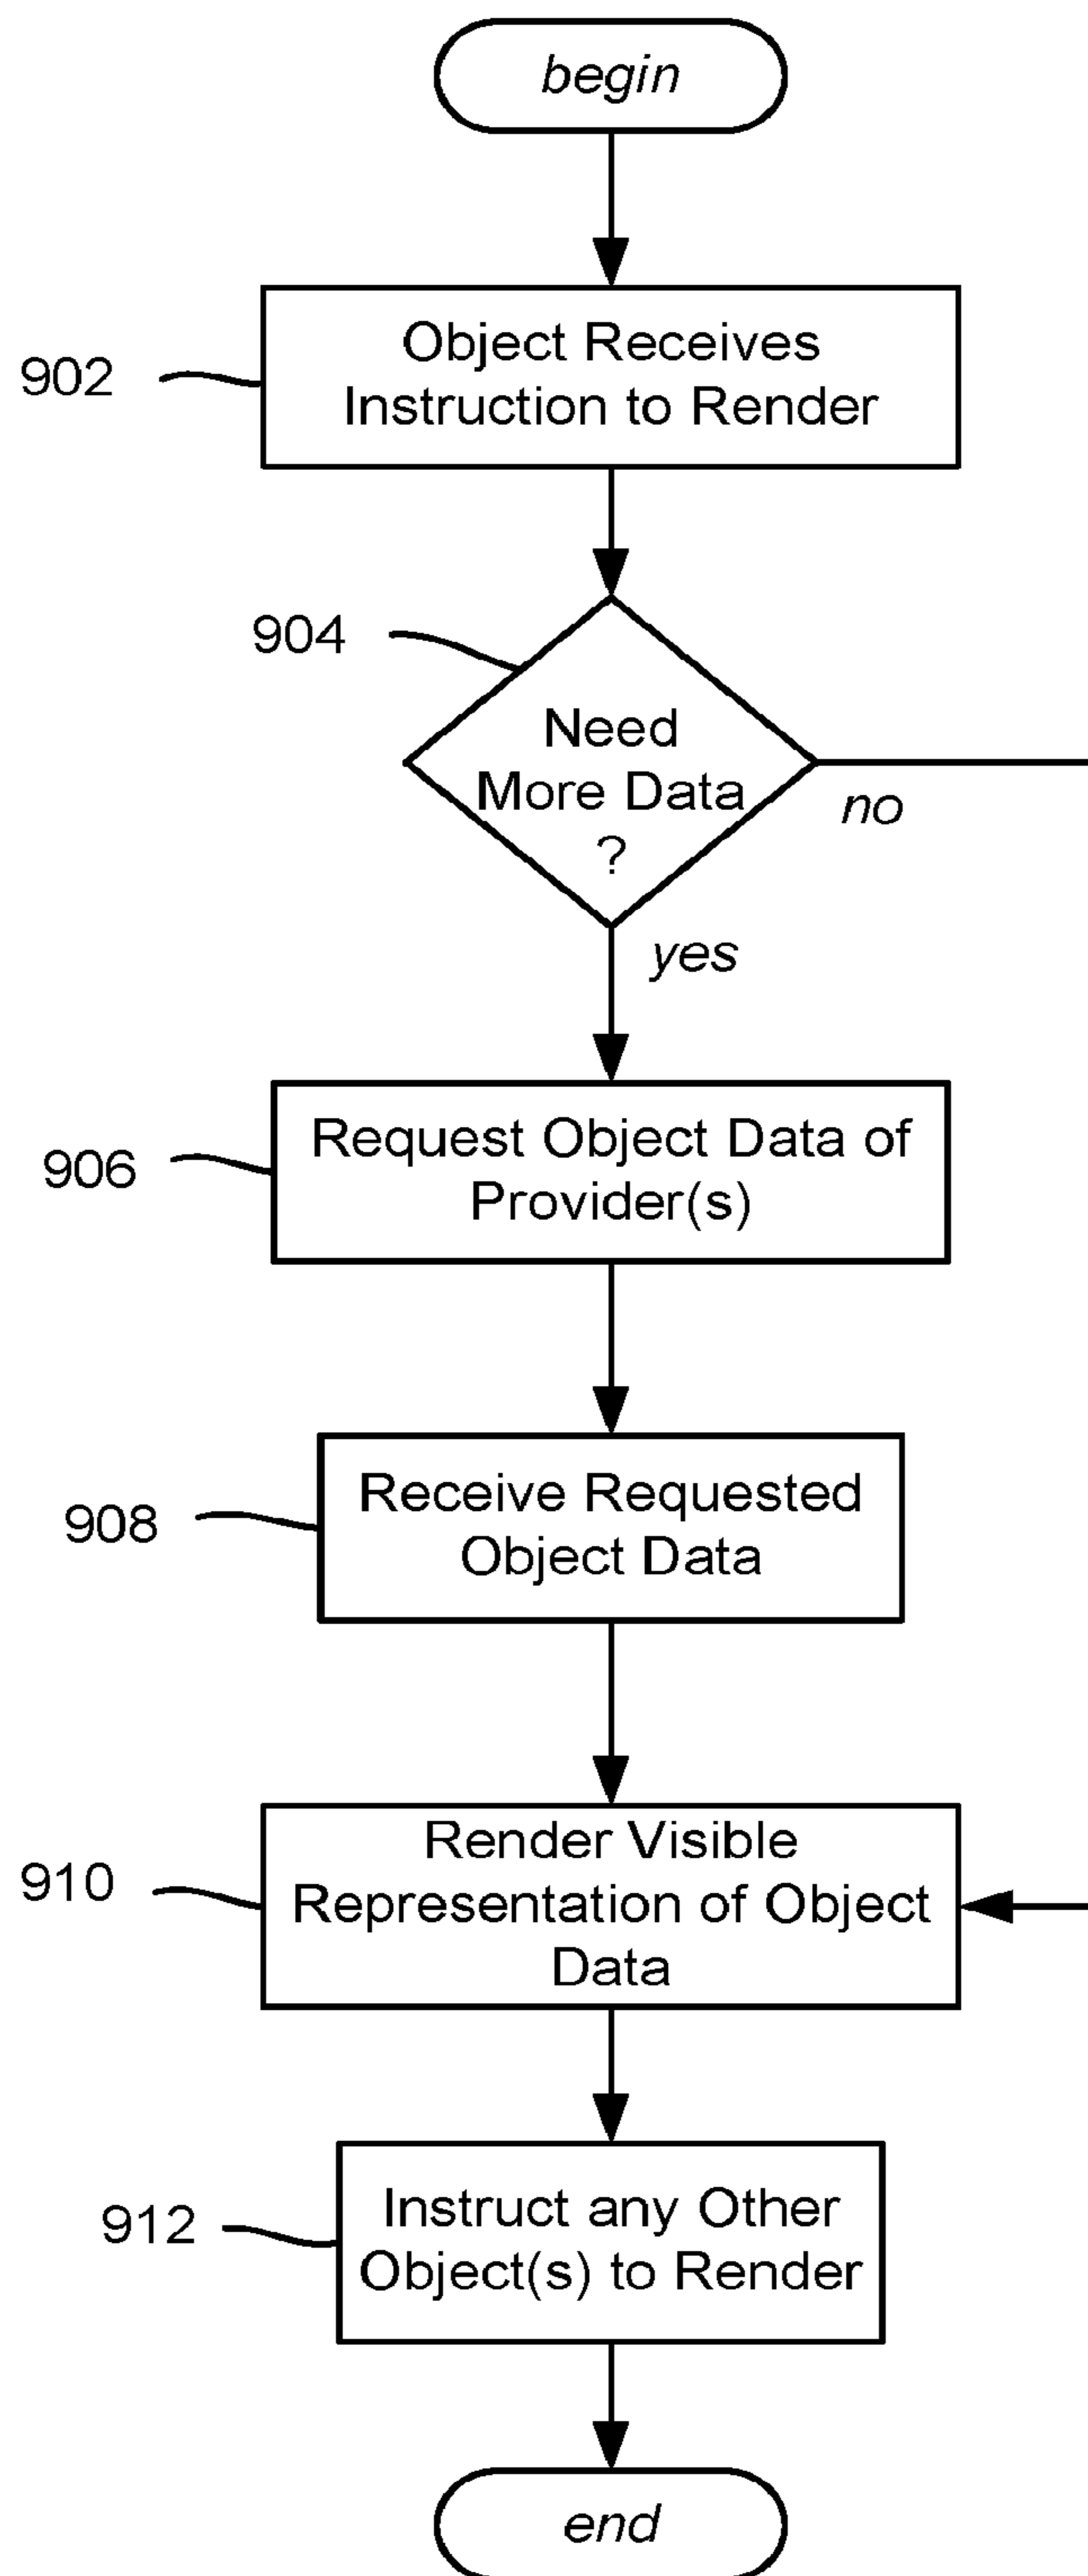 begin
902
Object Receives
Instruction to Render
904
Need
More Data
?
no
yes
906
Request Object Data of
Provider(s)
908
Receive Requested
Object Data
910
Render Visible
Representation of Object
Data
912
Instruct any Other
Object(s) to Render
end